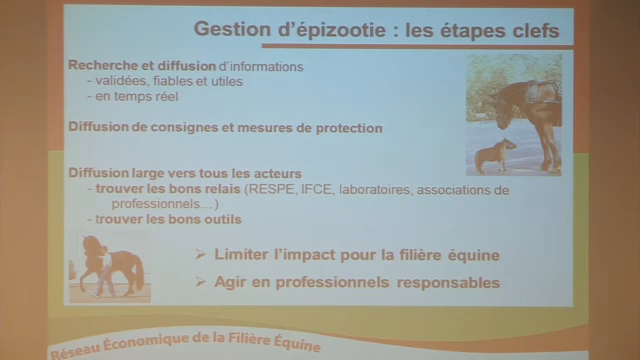 Gestion d'épizootie : les étapes clefs
Recherche et diffusion d'informations
- validées, fiables et utiles
- en temps réel
Diffusion de consignes et mesures de protection
Diffusion large vers tous les acteurs
- trouver les bons relais (RESPE, IFCE, laboratoires, associations de
professionnels…)
- trouver les bons outils
➢ Limiter l'impact pour la filière équine
➢ Agir en professionnels responsables
Réseau Économique de la Filière Équine